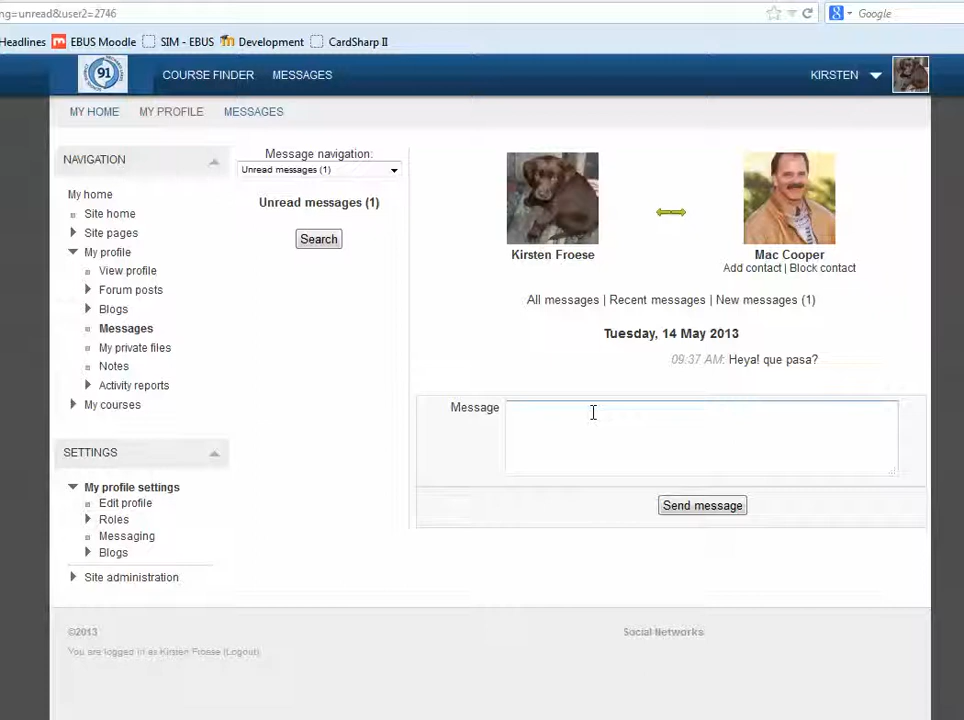 ng=unread&user2=2746
Google
Headlines EBUS Moodle SIM - EBUS Development CardSharp II
91 COURSE FINDER MESSAGES KIRSTEN
MY HOME MY PROFILE MESSAGES
NAVIGATION
My home
Site home
Site pages
My profile
View profile
Forum posts
Blogs
Messages
My private files
Notes
Activity reports
My courses
SETTINGS
My profile settings
Edit profile
Roles
Messaging
Blogs
Site administration
Message navigation:
Unread messages (1)
Unread messages (1)
Search
Kirsten Froese
Mac Cooper
Add contact | Block contact
All messages | Recent messages | New messages (1)
Tuesday, 14 May 2013
09:37 AM: Heya! que pasa?
Message
Send message
©2013
Social Networks
You are logged in as Kirsten Froese (Logout)